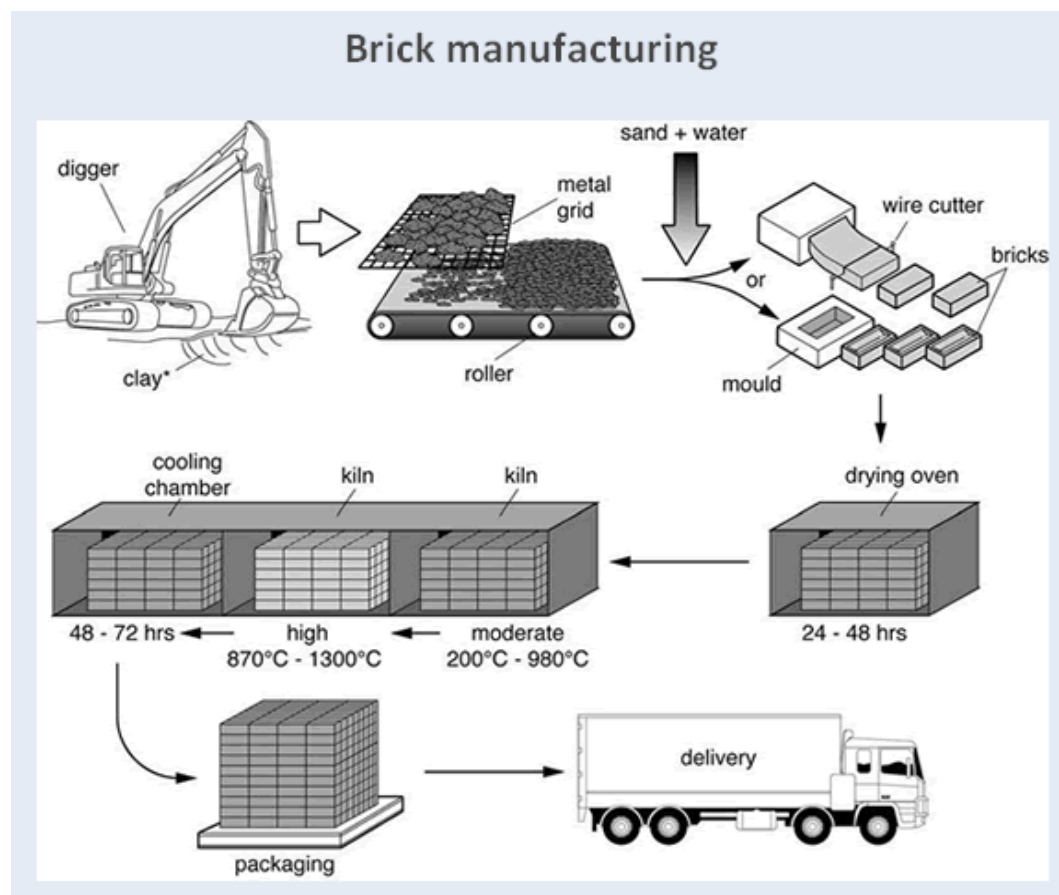 Brick manufacturing
digger
clay*
metal
grid
roller
sand + water
or
wire cutter
bricks
mould
drying oven
24 - 48 hrs
kiln
moderate
200°C - 980°C
kiln
high
870°C - 1300°C
cooling
chamber
48 - 72 hrs
packaging
delivery